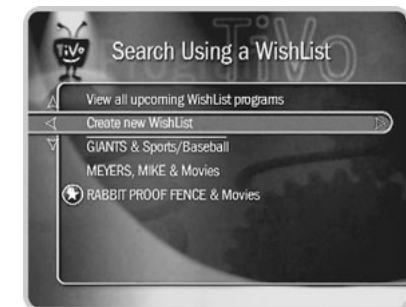 TiVo
Search Using a WishList
View all upcoming WishList programs
Create new WishList
GIANTS & Sports/Baseball
MEYERS, MIKE & Movies
RABBIT PROOF FENCE & Movies